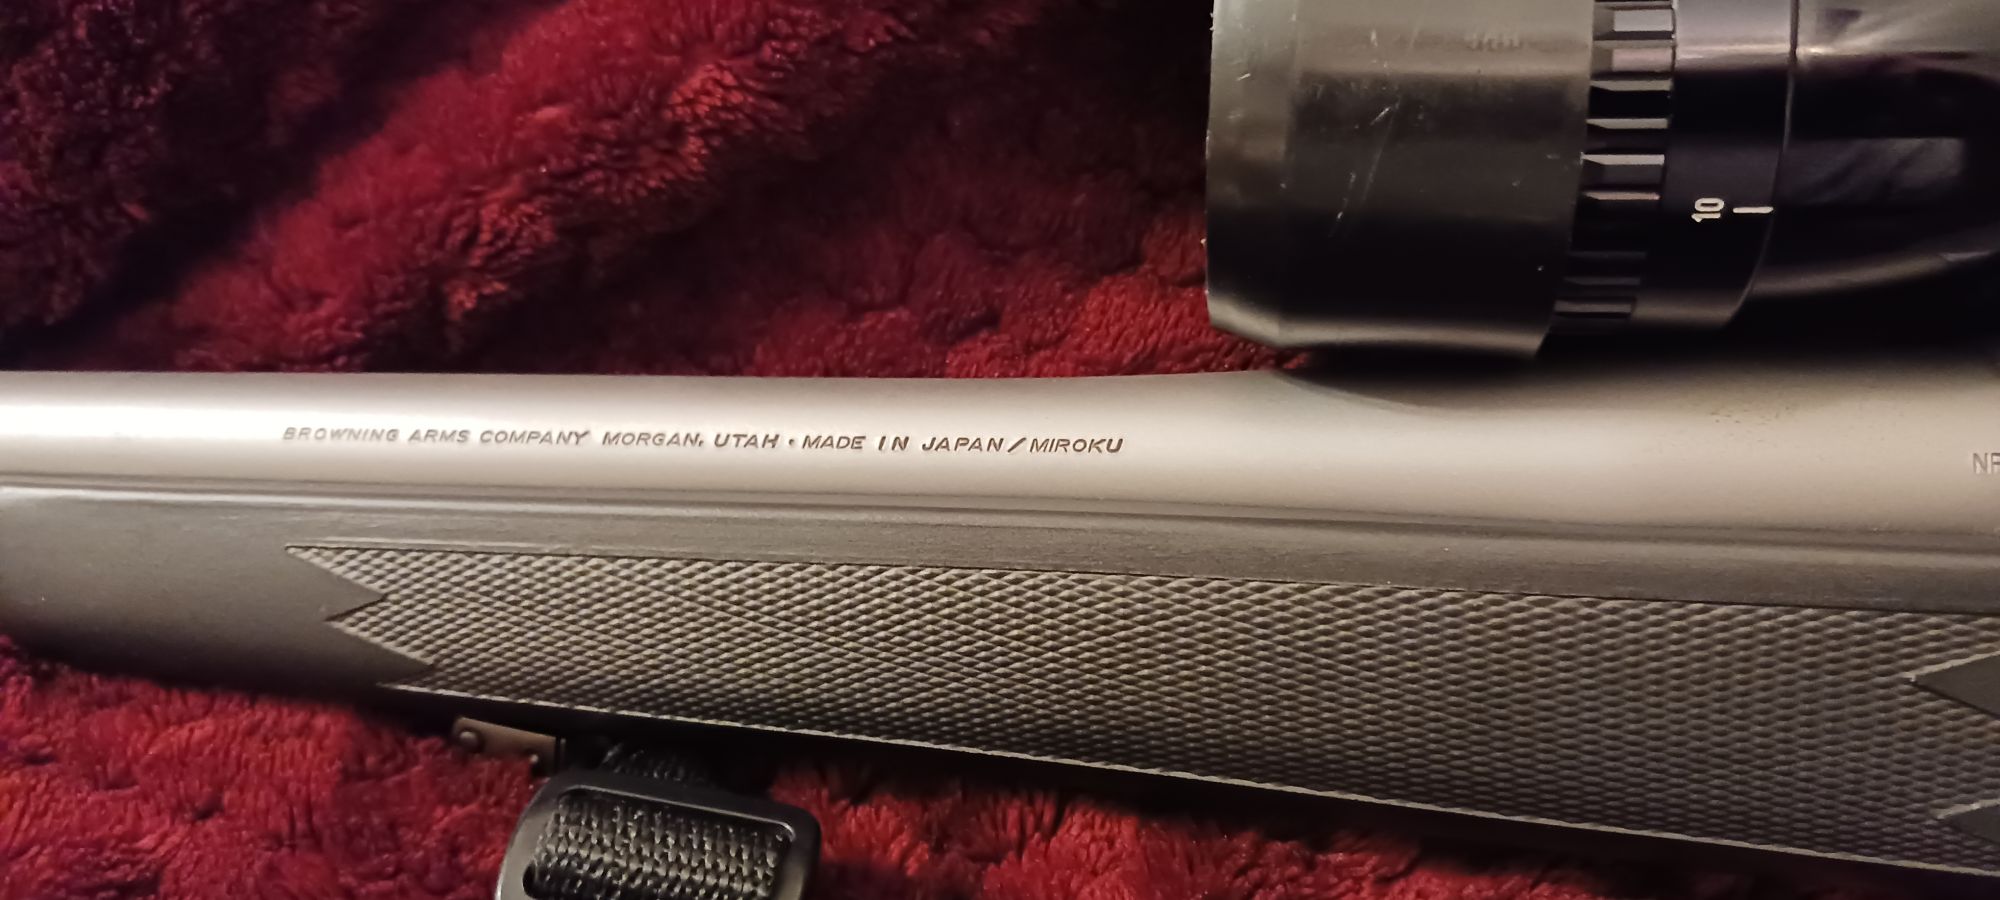 10
BROWNING ARMS COMPANY MORGAN, UTAH • MADE IN JAPAN/MIROKU